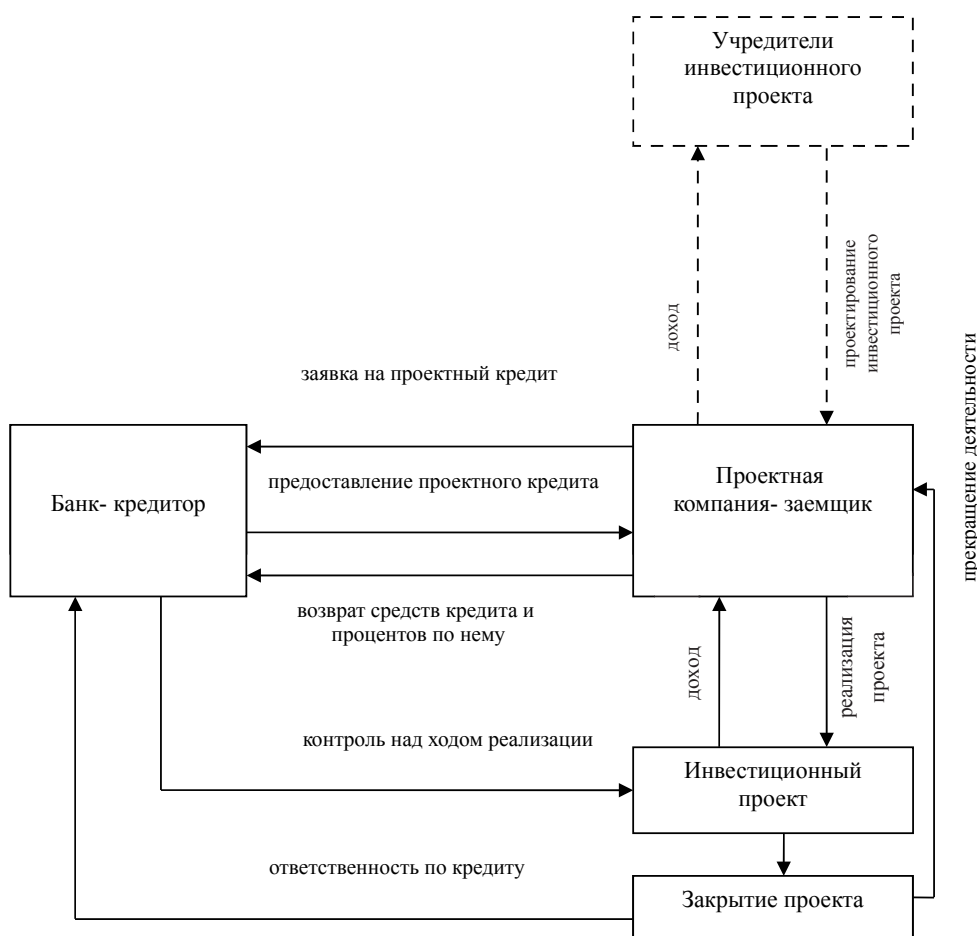 Учредители
инвестиционного
проекта
доход
проектирование
инвестиционного
проекта
прекращение деятельности
заявка на проектный кредит
Банк- кредитор
предоставление проектного кредита
Проектная
компания- заемщик
возврат средств кредита и
процентов по нему
доход
реализация
проекта
контроль над ходом реализации
Инвестиционный
проект
ответственность по кредиту
Закрытие проекта